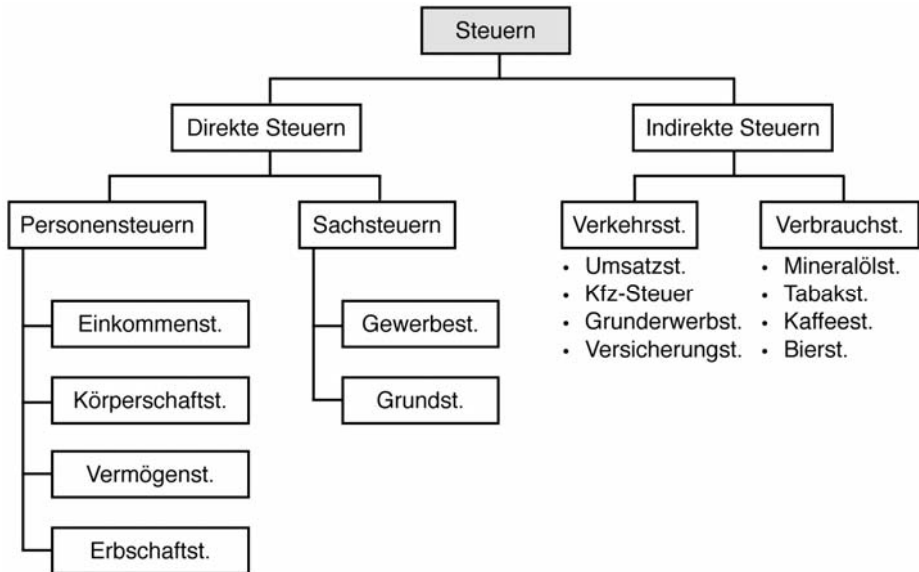 Steuern
Direkte Steuern
Indirekte Steuern
Personensteuern
Sachsteuern
Verkehrsst.
Verbrauchst.
Einkommenst.
Körperschaftst.
Vermögenst.
Erbschaftst.
Gewerbest.
Grundst.
• Umsatzst.
• Kfz-Steuer
• Grunderwerbst.
• Versicherungst.
• Mineralölst.
• Tabakst.
• Kaffeest.
• Bierst.